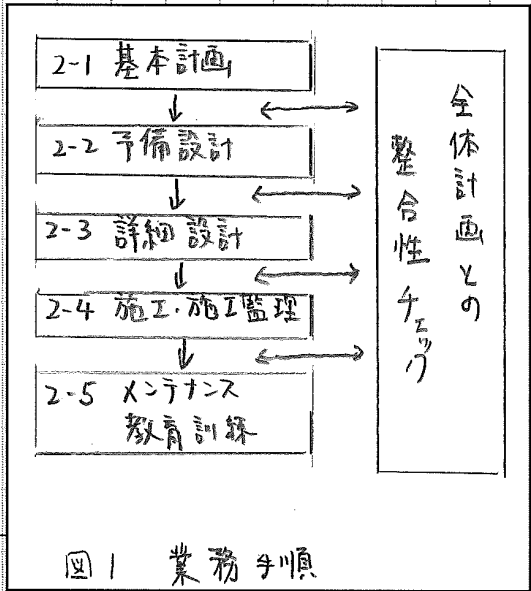 2-1 基本計画
2-2 予備設計
2-3 詳細設計
2-4 施工・施工監理
2-5 メンテナンス
教育訓練
全体計画との
整合性チェック
図1 業務手順